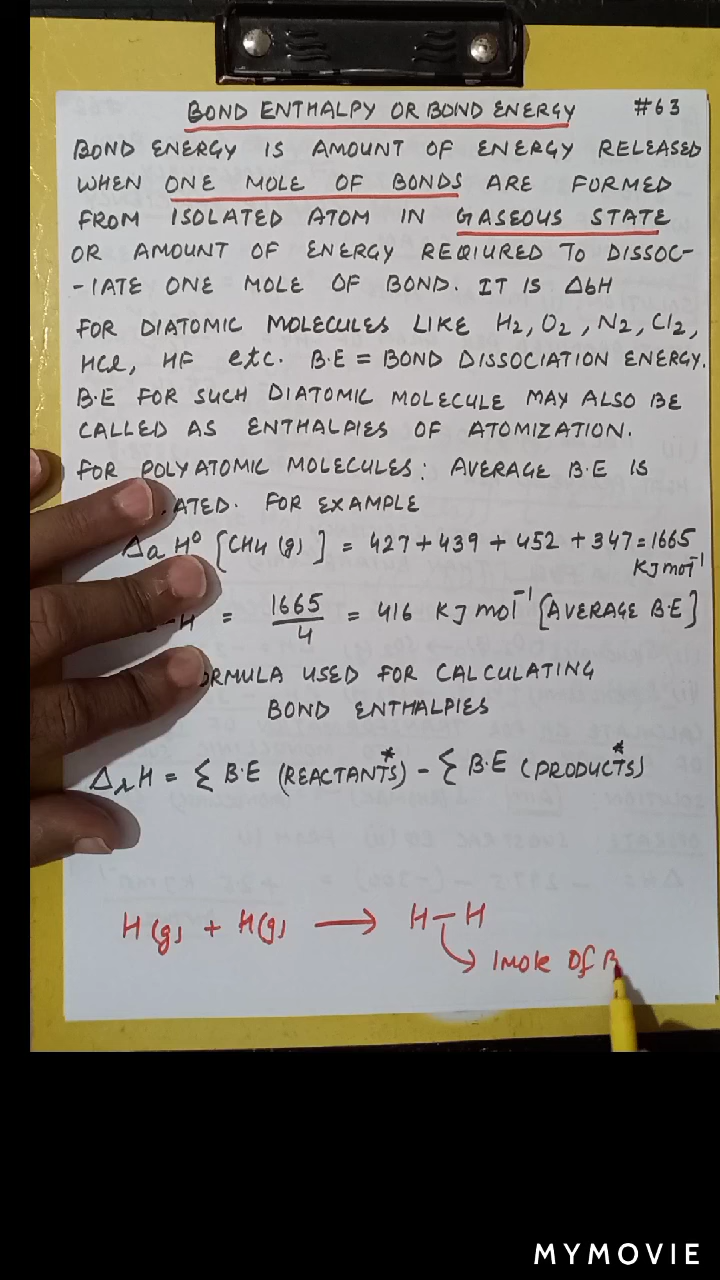 BOND ENTHALPY OR BOND ENERGY #63
BOND ENERGY IS AMOUNT OF ENERGY RELEASED
WHEN ONE MOLE OF BONDS ARE FORMED
FROM ISOLATED ATOM IN GASEOUS STATE
OR AMOUNT OF ENERGY REQIURED TO DISSOC-
-IATE ONE MOLE OF BOND. IT IS ΔbH
FOR DIATOMIC MOLECULES LIKE H2, O2, N2, Cl2,
HCl, HF etc. B.E = BOND DISSOCIATION ENERGY.
B.E FOR SUCH DIATOMIC MOLECULE MAY ALSO BE
CALLED AS ENTHALPIES OF ATOMIZATION.
FOR POLYATOMIC MOLECULES: AVERAGE B.E IS
ATED. FOR EXAMPLE
ΔaH° [CH4 (g)] = 427 + 439 + 452 + 347 = 1665
KJ mol⁻¹
-H = 1665/4 = 416 KJ mol⁻¹ [AVERAGE B.E]
ORMULA USED FOR CALCULATING
BOND ENTHALPIES
ΔrH = Σ B.E (REACTANTS)* - Σ B.E (PRODUCTS)*
H(g) + H(g) → H-H
1 mole Of B
MYMOVIE